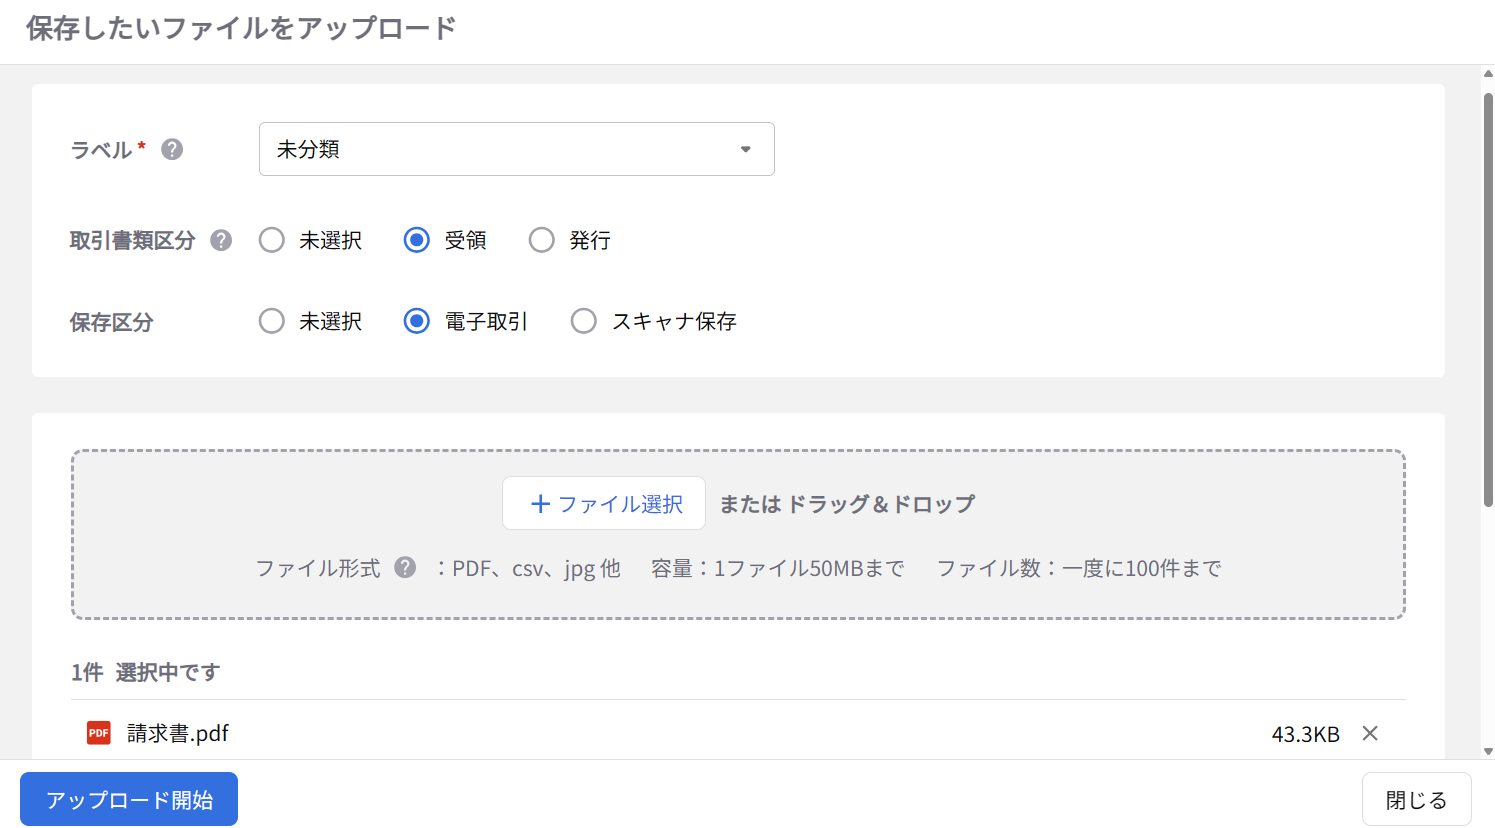 保存したいファイルをアップロード
ラベル * ?
未分類
取引書類区分 ? 未選択 受領 発行
保存区分 未選択 電子取引 スキャナ保存
+ ファイル選択 または ドラッグ＆ドロップ
ファイル形式 ? ：PDF、csv、jpg 他 容量：1ファイル50MBまで ファイル数：一度に100件まで
1件 選択中です
PDF 請求書.pdf 43.3KB ×
アップロード開始 閉じる